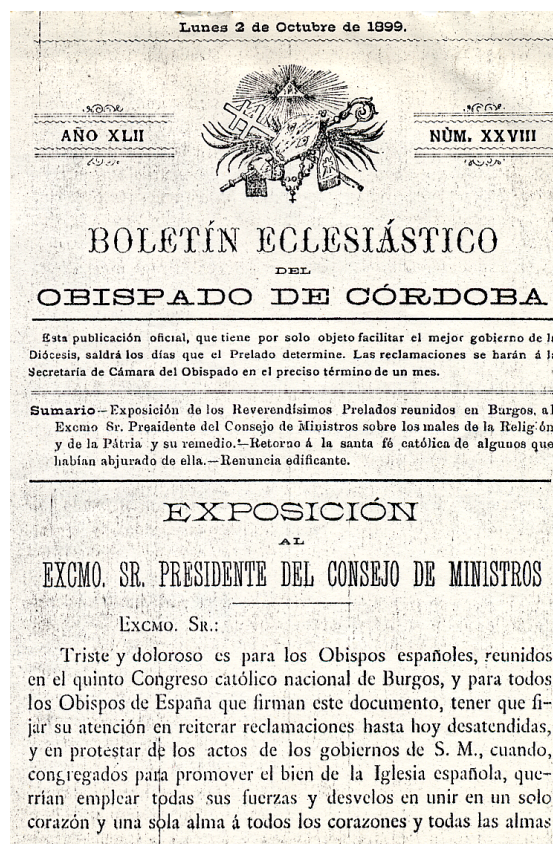 Lunes 2 de Octubre de 1899.
AÑO XLII
NÙM. XXVIII
BOLETÍN ECLESIÁSTICO
DEL
OBISPADO DE CÓRDOBA
Esta publicación oficial, que tiene por solo objeto facilitar el mejor gobierno de l
Diócesis, saldrá los días que el Prelado determine. Las reclamaciones se harán á l
Secretaría de Cámara del Obispado en el preciso término de un mes.
Sumario—Exposición de los Reverendísimos Prelados reunidos en Burgos, al
Excmo Sr. Presidente del Consejo de Ministros sobre los males de la Religión
y de la Pátria y su remedio.—Retorno á la santa fé católica de algunos que
habían abjurado de ella.—Renuncia edificante.
EXPOSICIÓN
AL
EXCMO. SR. PRESIDENTE DEL CONSEJO DE MINISTROS
EXCMO. SR.:
Triste y doloroso es para los Obispos españoles, reunidos
en el quinto Congreso católico nacional de Burgos, y para todos
los Obispos de España que firman este documento, tener que fi-
jar su atención en reiterar reclamaciones hasta hoy desatendidas,
y en protestar de los actos de los gobiernos de S. M., cuando,
congregados para promover el bien de la Iglesia española, que-
rrían emplear todas sus fuerzas y desvelos en unir en un solo
corazón y una sola alma á todos los corazones y todas las almas